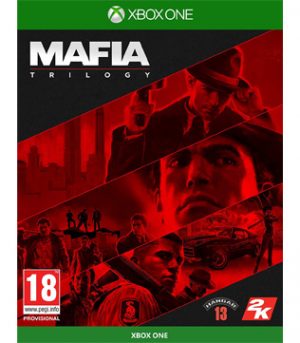 XBOX ONE
MAFIA
TRILOGY
18
www.pegi.info
PROVISIONAL
HANGAR
13
2K
XBOX ONE